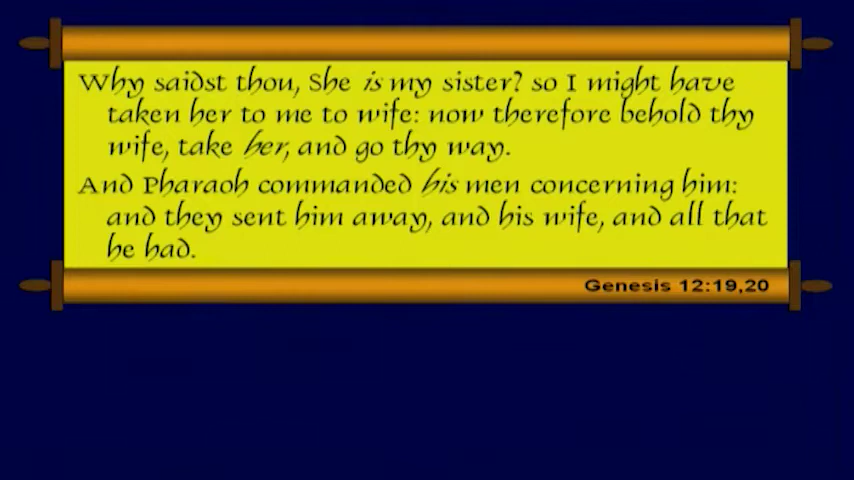 Why saidst thou, She is my sister? so I might have
taken her to me to wife: now therefore behold thy
wife, take her, and go thy way.
And Pharaoh commanded his men concerning him:
and they sent him away, and his wife, and all that
he had.
Genesis 12:19,20